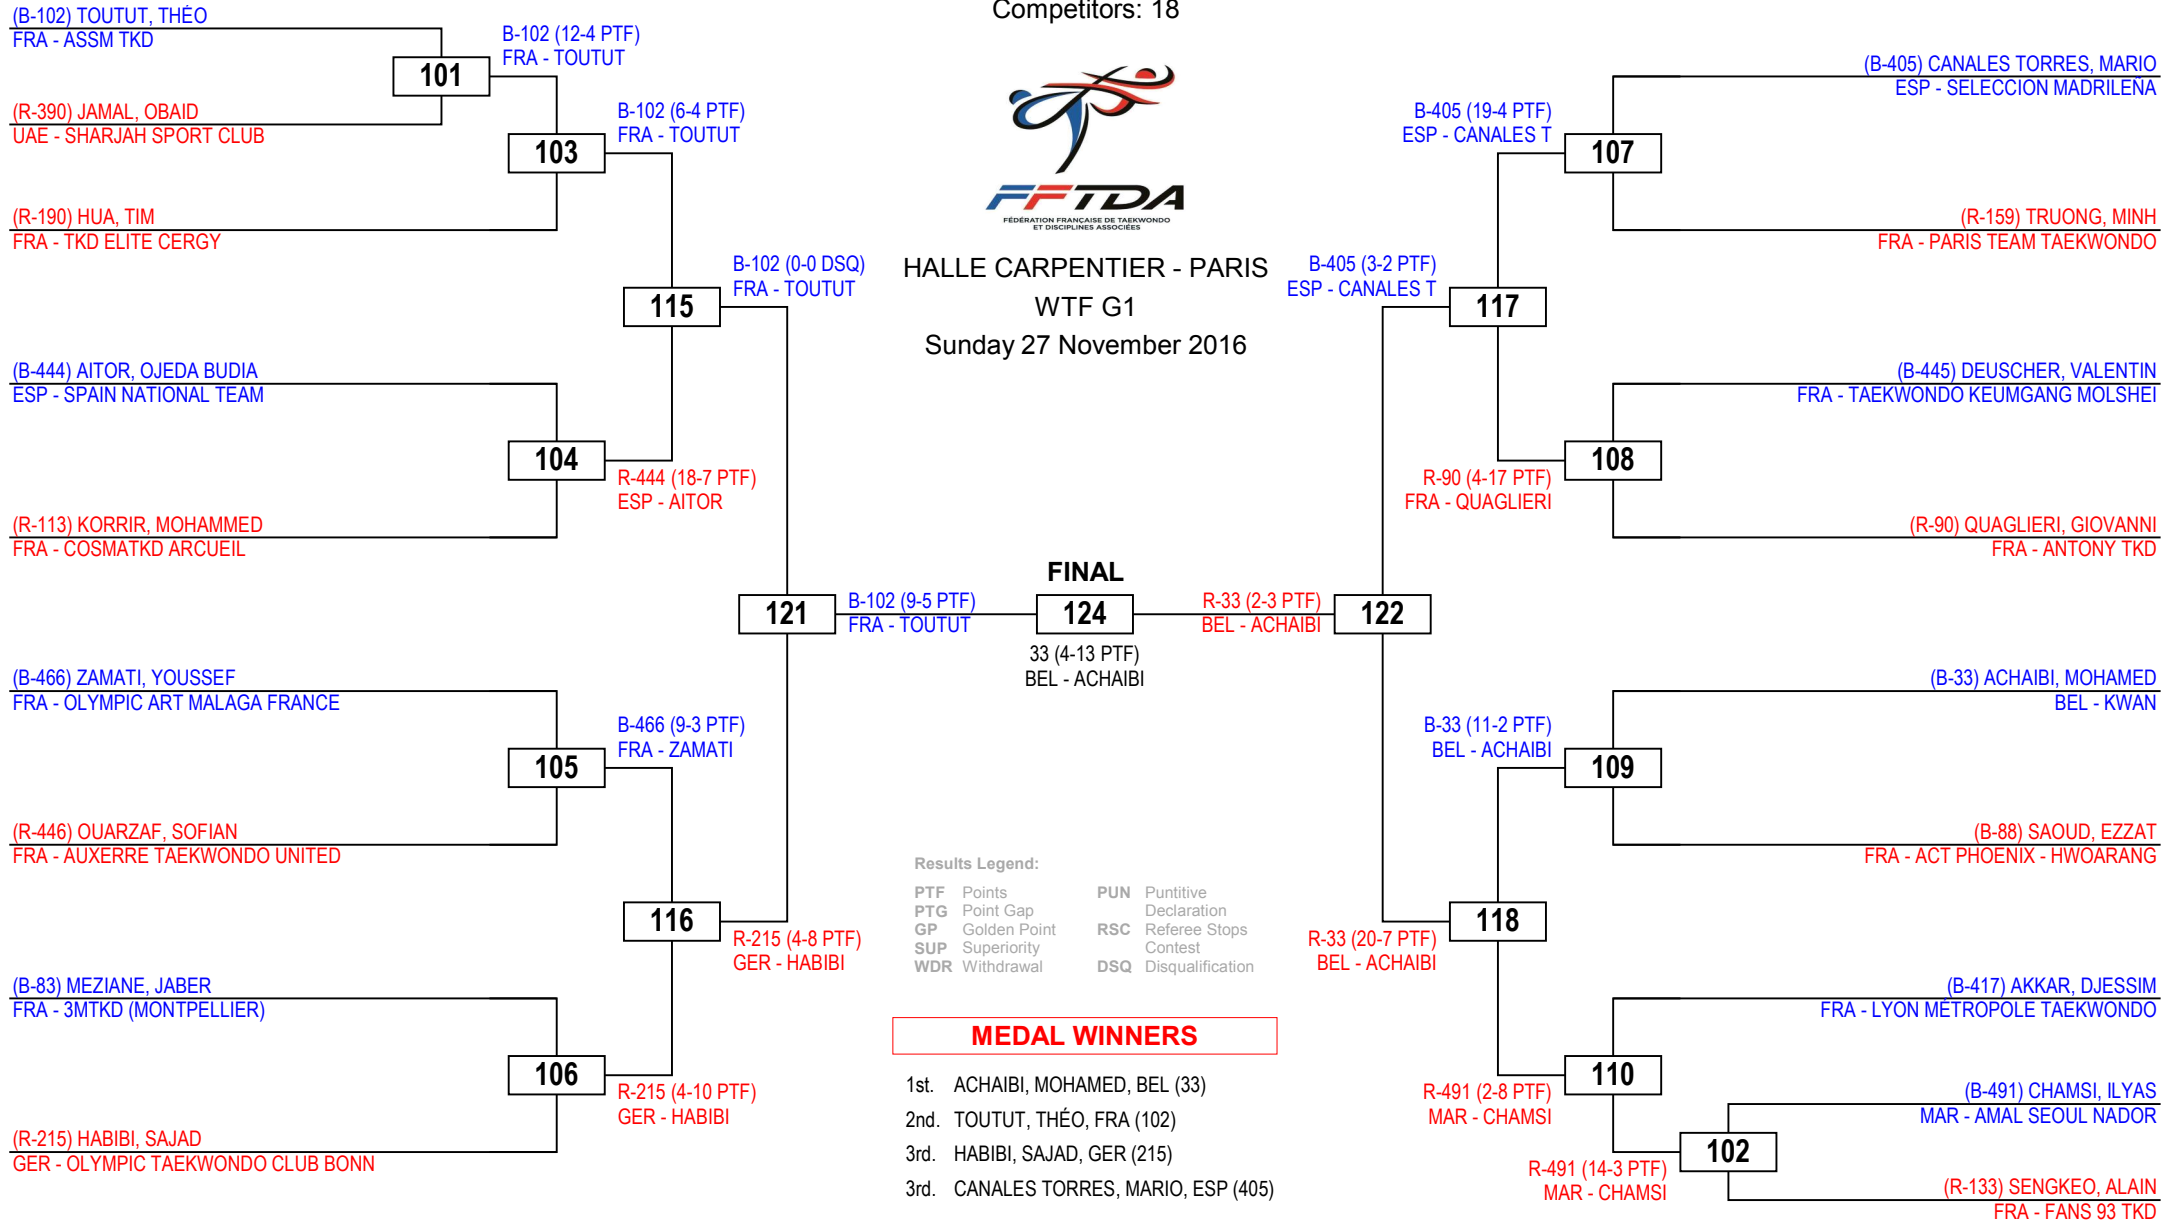 Competitors: 18
(B-102) TOUTUT, THÉO
FRA - ASSM TKD
101
(R-390) JAMAL, OBAID
UAE - SHARJAH SPORT CLUB
B-102 (12-4 PTF)
FRA - TOUTUT
103
(R-190) HUA, TIM
FRA - TKD ELITE CERGY
B-102 (6-4 PTF)
FRA - TOUTUT
115
B-102 (0-0 DSQ)
FRA - TOUTUT
(B-444) AITOR, OJEDA BUDIA
ESP - SPAIN NATIONAL TEAM
104
R-444 (18-7 PTF)
ESP - AITOR
(R-113) KORRIR, MOHAMMED
FRA - COSMATKD ARCUEIL
121
B-102 (9-5 PTF)
FRA - TOUTUT
(B-466) ZAMATI, YOUSSEF
FRA - OLYMPIC ART MALAGA FRANCE
105
B-466 (9-3 PTF)
FRA - ZAMATI
(R-446) OUARZAF, SOFIAN
FRA - AUXERRE TAEKWONDO UNITED
116
R-215 (4-8 PTF)
GER - HABIBI
(B-83) MEZIANE, JABER
FRA - 3MTKD (MONTPELLIER)
106
R-215 (4-10 PTF)
GER - HABIBI
(R-215) HABIBI, SAJAD
GER - OLYMPIC TAEKWONDO CLUB BONN
FFTDA
FÉDÉRATION FRANÇAISE DE TAEKWONDO
ET DISCIPLINES ASSOCIÉES
HALLE CARPENTIER - PARIS
WTF G1
Sunday 27 November 2016
FINAL
124
33 (4-13 PTF)
BEL - ACHAIBI
Results Legend:
PTF Points
PTG Point Gap
GP Golden Point
SUP Superiority
WDR Withdrawal
PUN Puntitive
Declaration
RSC Referee Stops
Contest
DSQ Disqualification
MEDAL WINNERS
1st. ACHAIBI, MOHAMED, BEL (33)
2nd. TOUTUT, THÉO, FRA (102)
3rd. HABIBI, SAJAD, GER (215)
3rd. CANALES TORRES, MARIO, ESP (405)
(B-405) CANALES TORRES, MARIO
ESP - SELECCION MADRILEÑA
B-405 (19-4 PTF)
ESP - CANALES T
107
(R-159) TRUONG, MINH
FRA - PARIS TEAM TAEKWONDO
B-405 (3-2 PTF)
ESP - CANALES T
117
(B-445) DEUSCHER, VALENTIN
FRA - TAEKWONDO KEUMGANG MOLSHEI
108
R-90 (4-17 PTF)
FRA - QUAGLIERI
(R-90) QUAGLIERI, GIOVANNI
FRA - ANTONY TKD
R-33 (2-3 PTF)
BEL - ACHAIBI
122
(B-33) ACHAIBI, MOHAMED
BEL - KWAN
B-33 (11-2 PTF)
BEL - ACHAIBI
109
(B-88) SAOUD, EZZAT
FRA - ACT PHOENIX - HWOARANG
118
R-33 (20-7 PTF)
BEL - ACHAIBI
(B-417) AKKAR, DJESSIM
FRA - LYON MÉTROPOLE TAEKWONDO
110
R-491 (2-8 PTF)
MAR - CHAMSI
(B-491) CHAMSI, ILYAS
MAR - AMAL SEOUL NADOR
102
R-491 (14-3 PTF)
MAR - CHAMSI
(R-133) SENGKEO, ALAIN
FRA - FANS 93 TKD